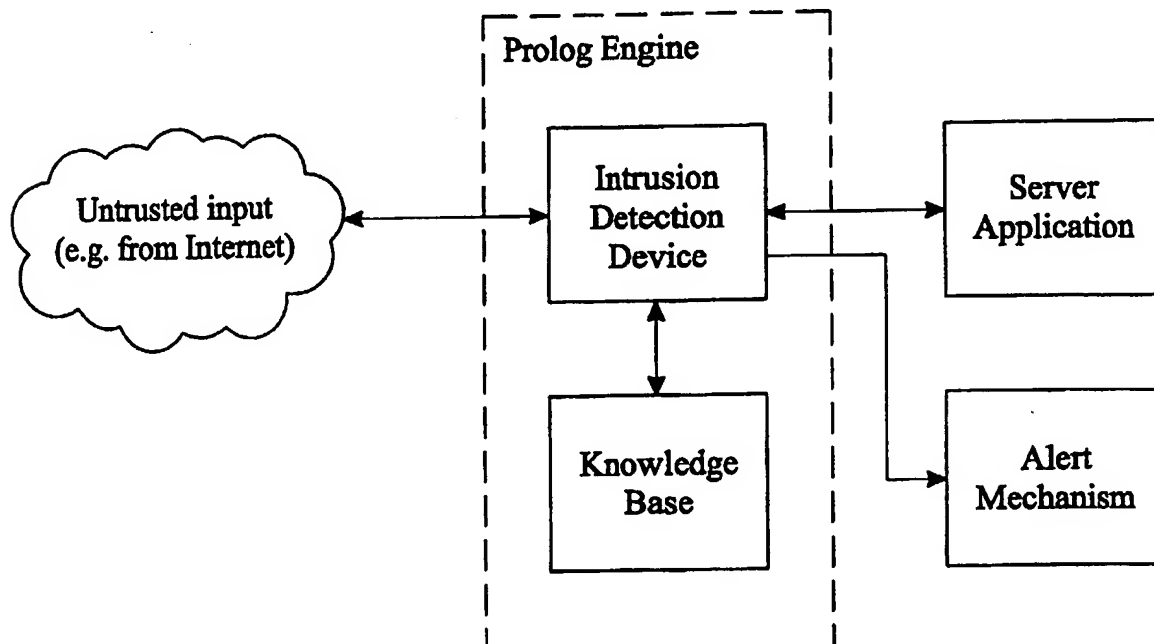 Prolog Engine
Untrusted input
(e.g. from Internet)
Intrusion
Detection
Device
Server
Application
Knowledge
Base
Alert
Mechanism